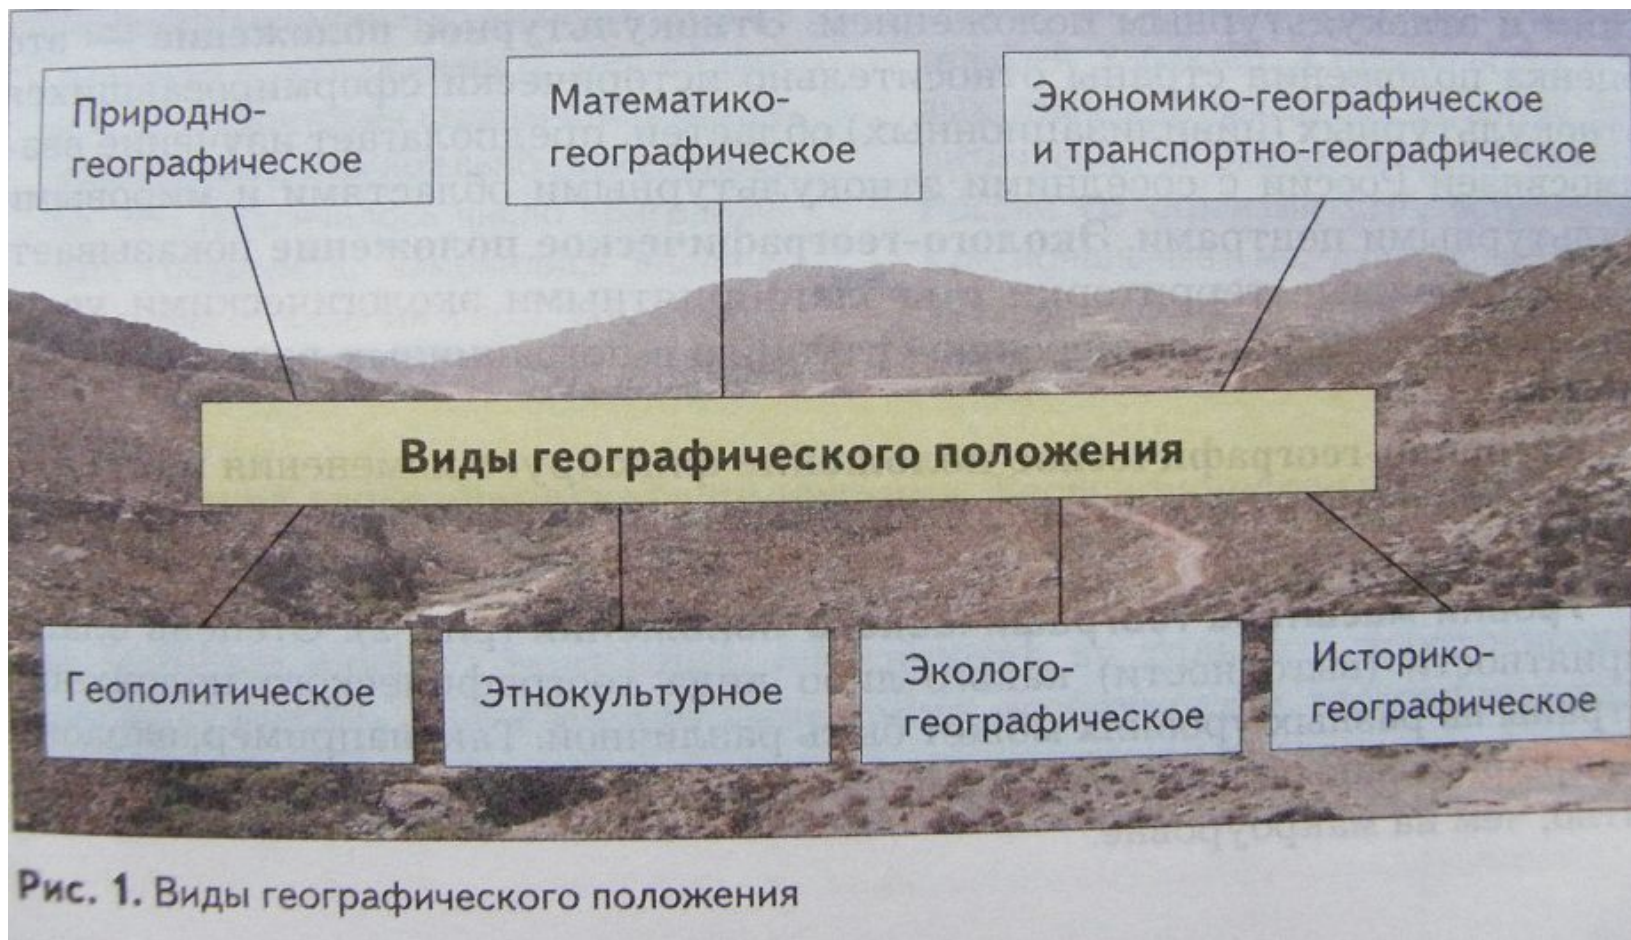 Природно-
географическое
Математико-
географическое
Экономико-географическое
и транспортно-географическое
Виды географического положения
Геополитическое
Этнокультурное
Эколого-
географическое
Историко-
географическое
Рис. 1. Виды географического положения